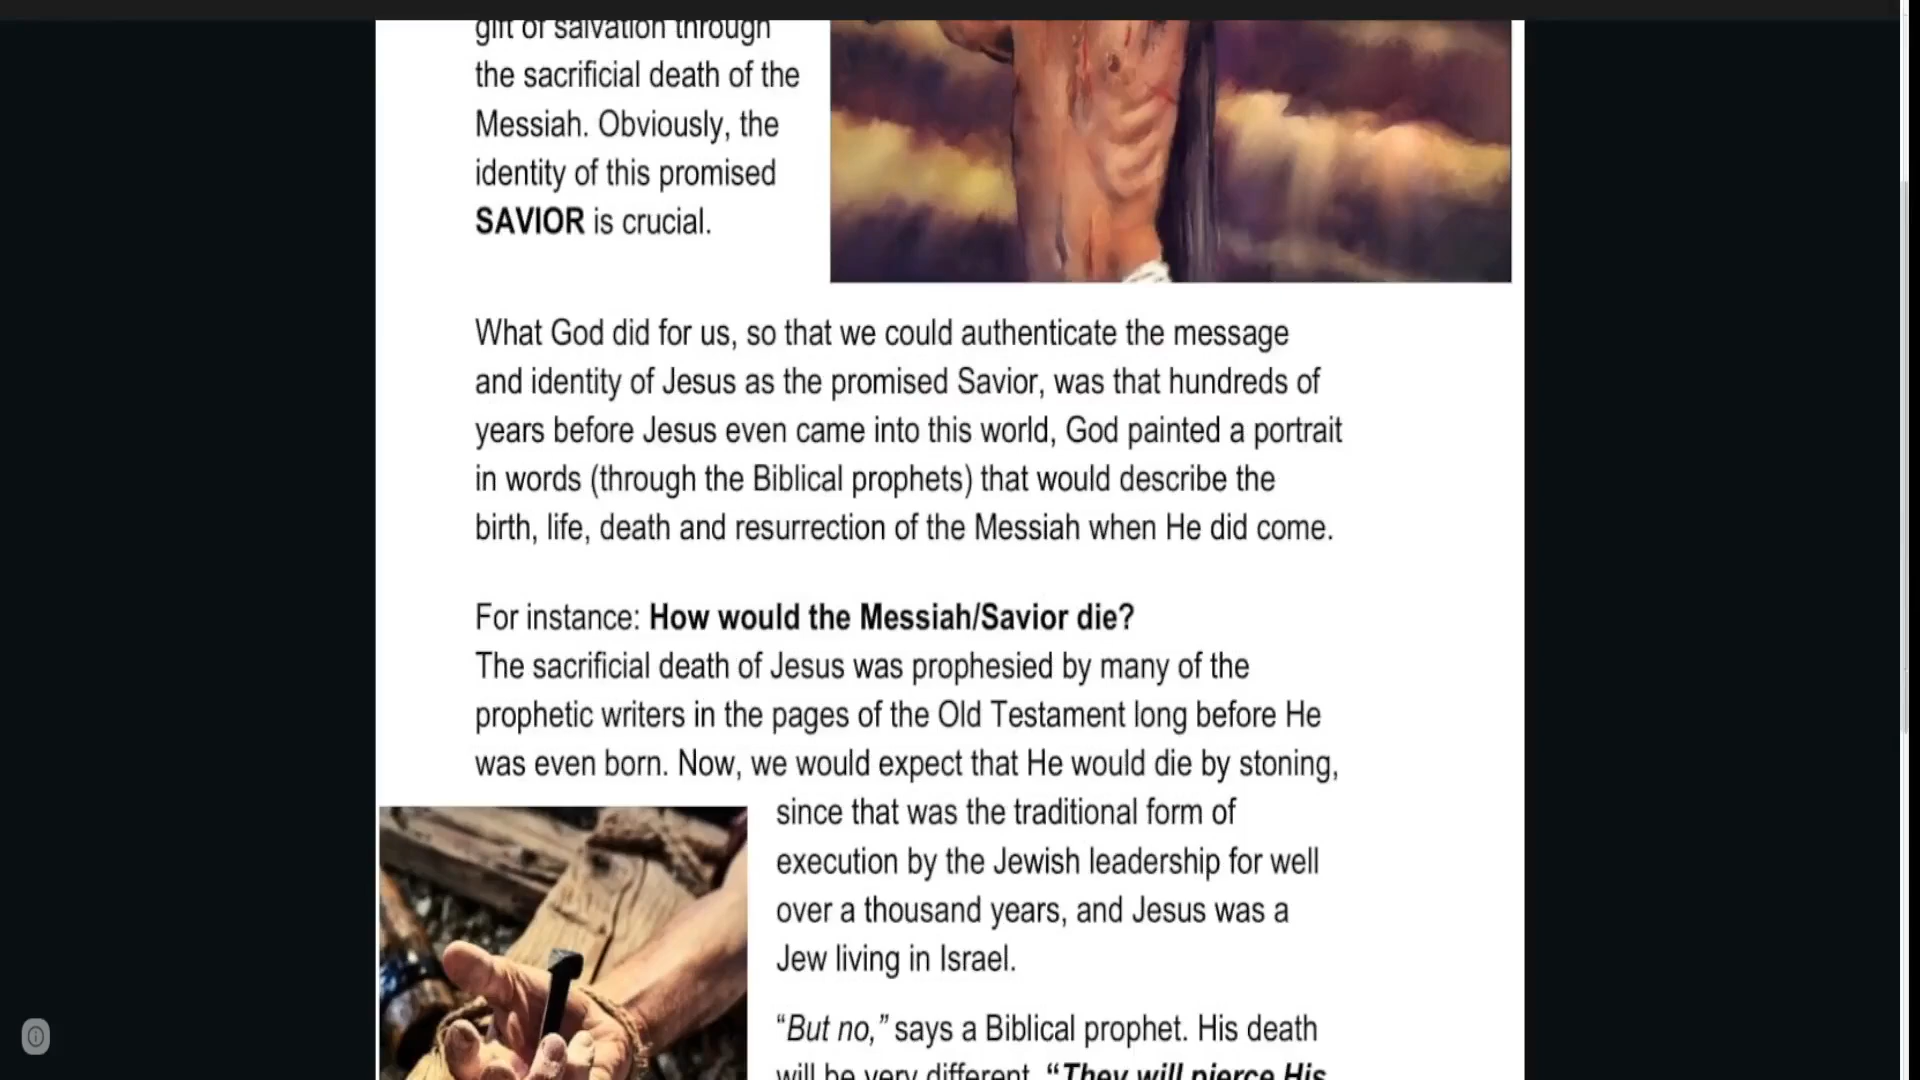 gift of salvation through
the sacrificial death of the
Messiah. Obviously, the
identity of this promised
SAVIOR is crucial.
What God did for us, so that we could authenticate the message
and identity of Jesus as the promised Savior, was that hundreds of
years before Jesus even came into this world, God painted a portrait
in words (through the Biblical prophets) that would describe the
birth, life, death and resurrection of the Messiah when He did come.
For instance: How would the Messiah/Savior die?
The sacrificial death of Jesus was prophesied by many of the
prophetic writers in the pages of the Old Testament long before He
was even born. Now, we would expect that He would die by stoning,
since that was the traditional form of
execution by the Jewish leadership for well
over a thousand years, and Jesus was a
Jew living in Israel.
“But no,” says a Biblical prophet. His death
will be very different. “They will pierce His